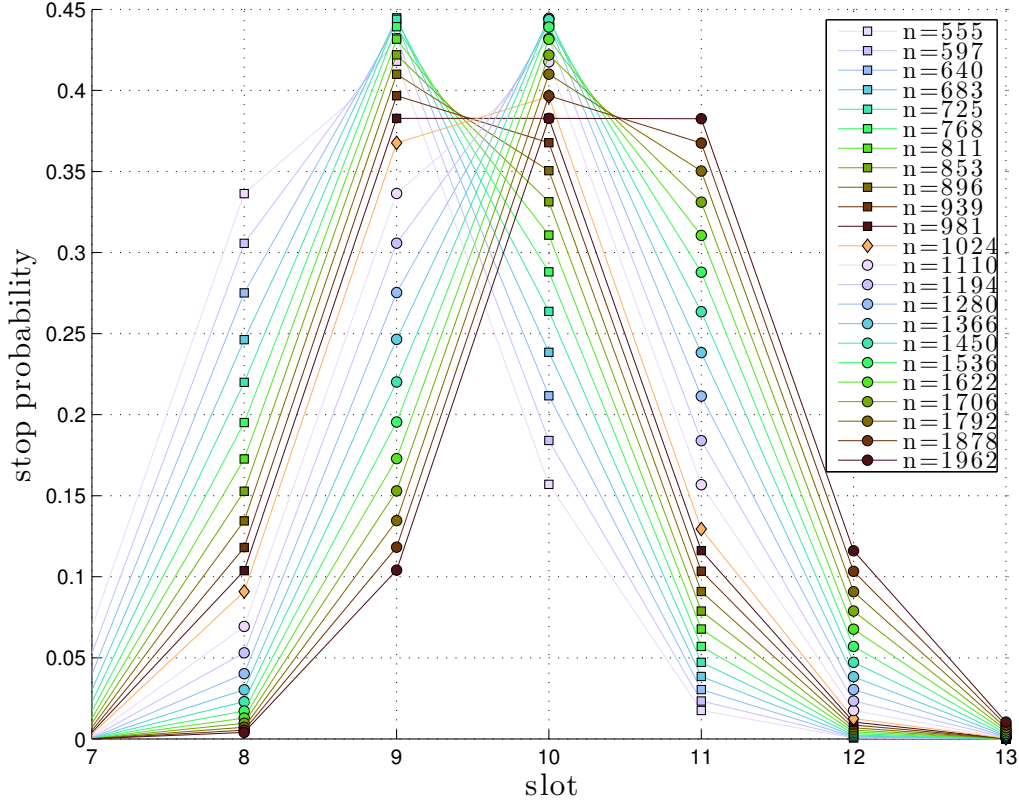 0.45
0.4
0.35
0.3
0.25
0.2
0.15
0.1
0.05
0
stop probability
7
8
9
10
11
12
13
slot
n=555
n=597
n=640
n=683
n=725
n=768
n=811
n=853
n=896
n=939
n=981
n=1024
n=1110
n=1194
n=1280
n=1366
n=1450
n=1536
n=1622
n=1706
n=1792
n=1878
n=1962